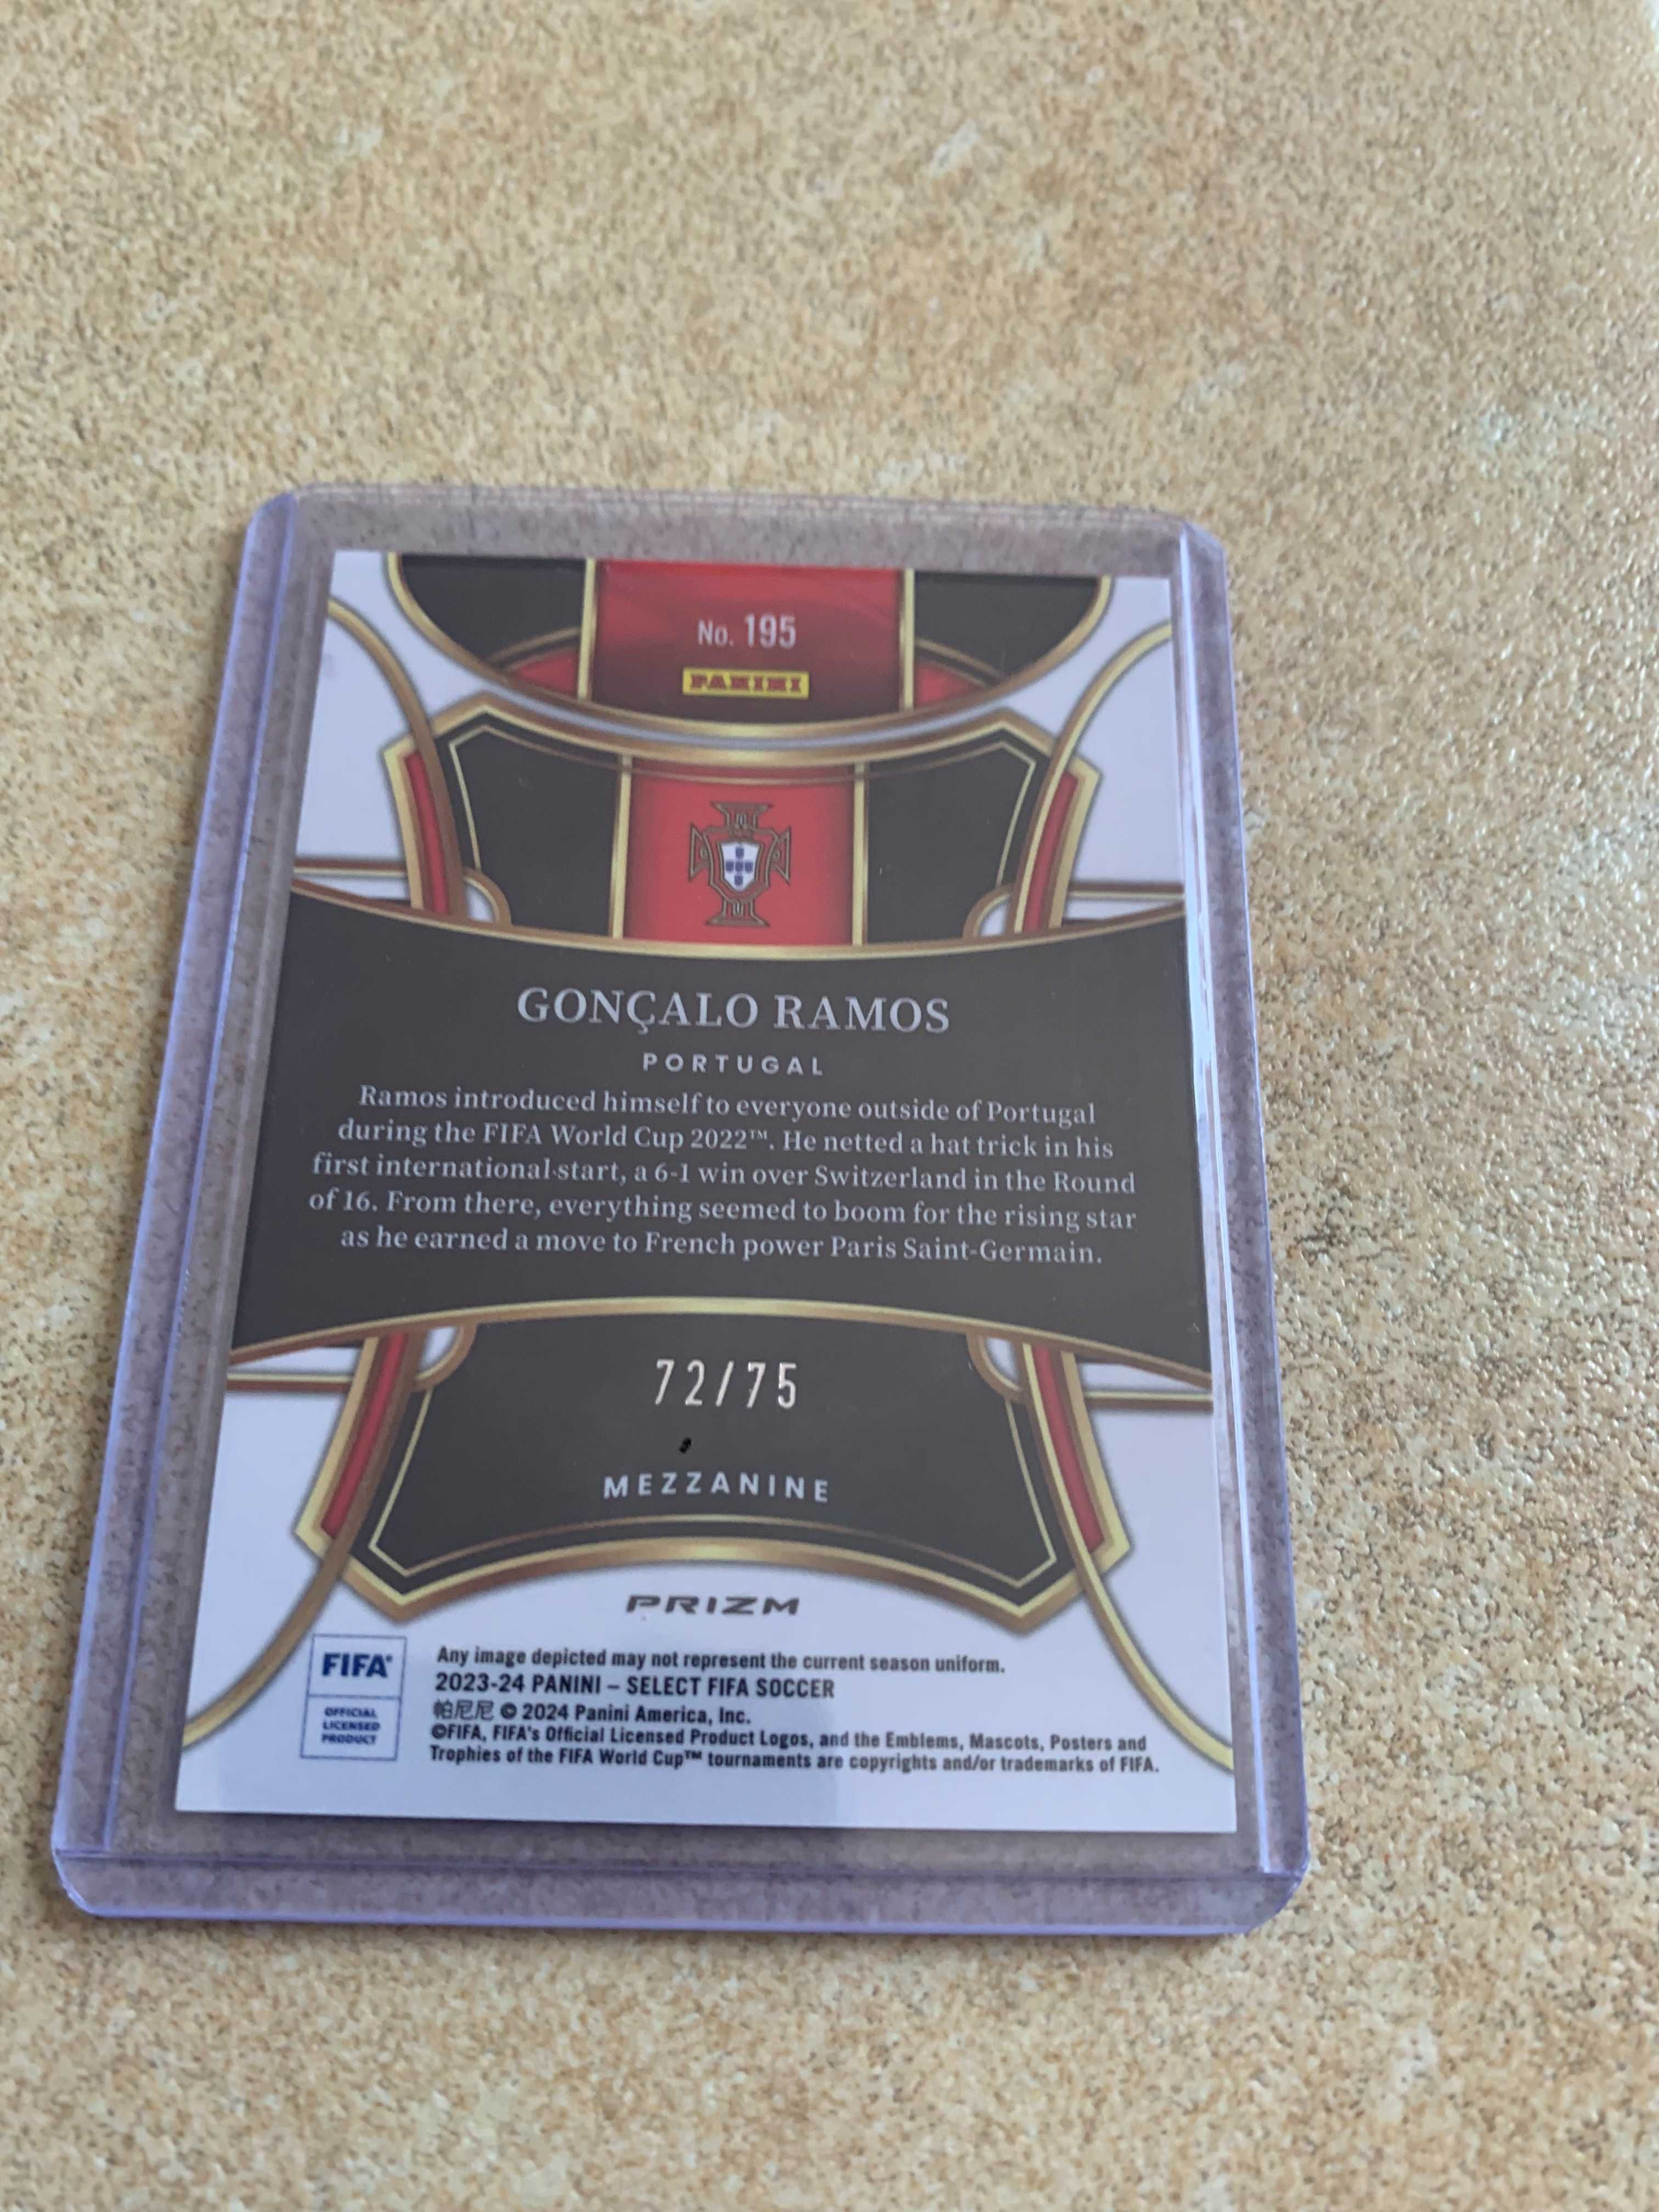 No. 195
PANINI
GONÇALO RAMOS
PORTUGAL
Ramos introduced himself to everyone outside of Portugal
during the FIFA World Cup 2022™. He netted a hat trick in his
first international start, a 6-1 win over Switzerland in the Round
of 16. From there, everything seemed to boom for the rising star
as he earned a move to French power Paris Saint-Germain.
72/75
MEZZANINE
PRIZM
FIFA®
OFFICIAL
LICENSED
PRODUCT
Any image depicted may not represent the current season uniform.
2023-24 PANINI – SELECT FIFA SOCCER
帕尼尼 © 2024 Panini America, Inc.
©FIFA, FIFA's Official Licensed Product Logos, and the Emblems, Mascots, Posters and
Trophies of the FIFA World Cup™ tournaments are copyrights and/or trademarks of FIFA.